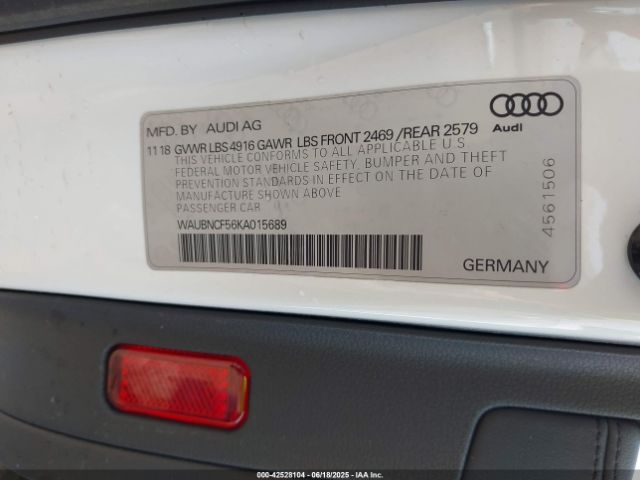 MFD. BY AUDI AG
11 18 GVWR LBS 4916 GAWR LBS FRONT 2469 /REAR 2579
THIS VEHICLE CONFORMS TO ALL APPLICABLE U S
FEDERAL MOTOR VEHICLE SAFETY, BUMPER AND THEFT
PREVENTION STANDARDS IN EFFECT ON THE DATE OF
MANUFACTURE SHOWN ABOVE
PASSENGER CAR
WAUBNCF56KA015689
Audi
4561506
GERMANY
00-42528104 - 06/18/2025 - IAA Inc.